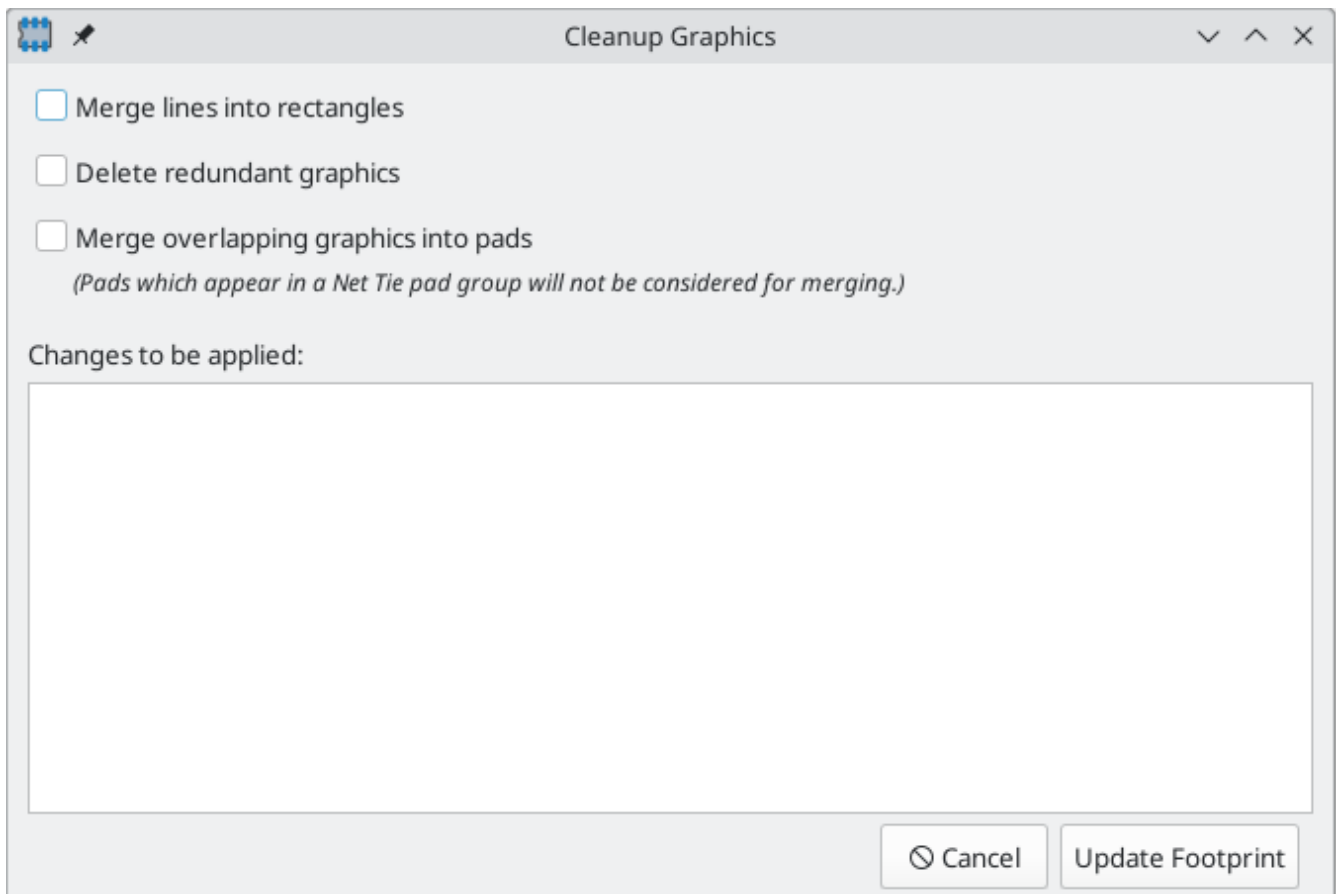 Cleanup Graphics
Merge lines into rectangles
Delete redundant graphics
Merge overlapping graphics into pads
(Pads which appear in a Net Tie pad group will not be considered for merging.)
Changes to be applied:
Cancel Update Footprint